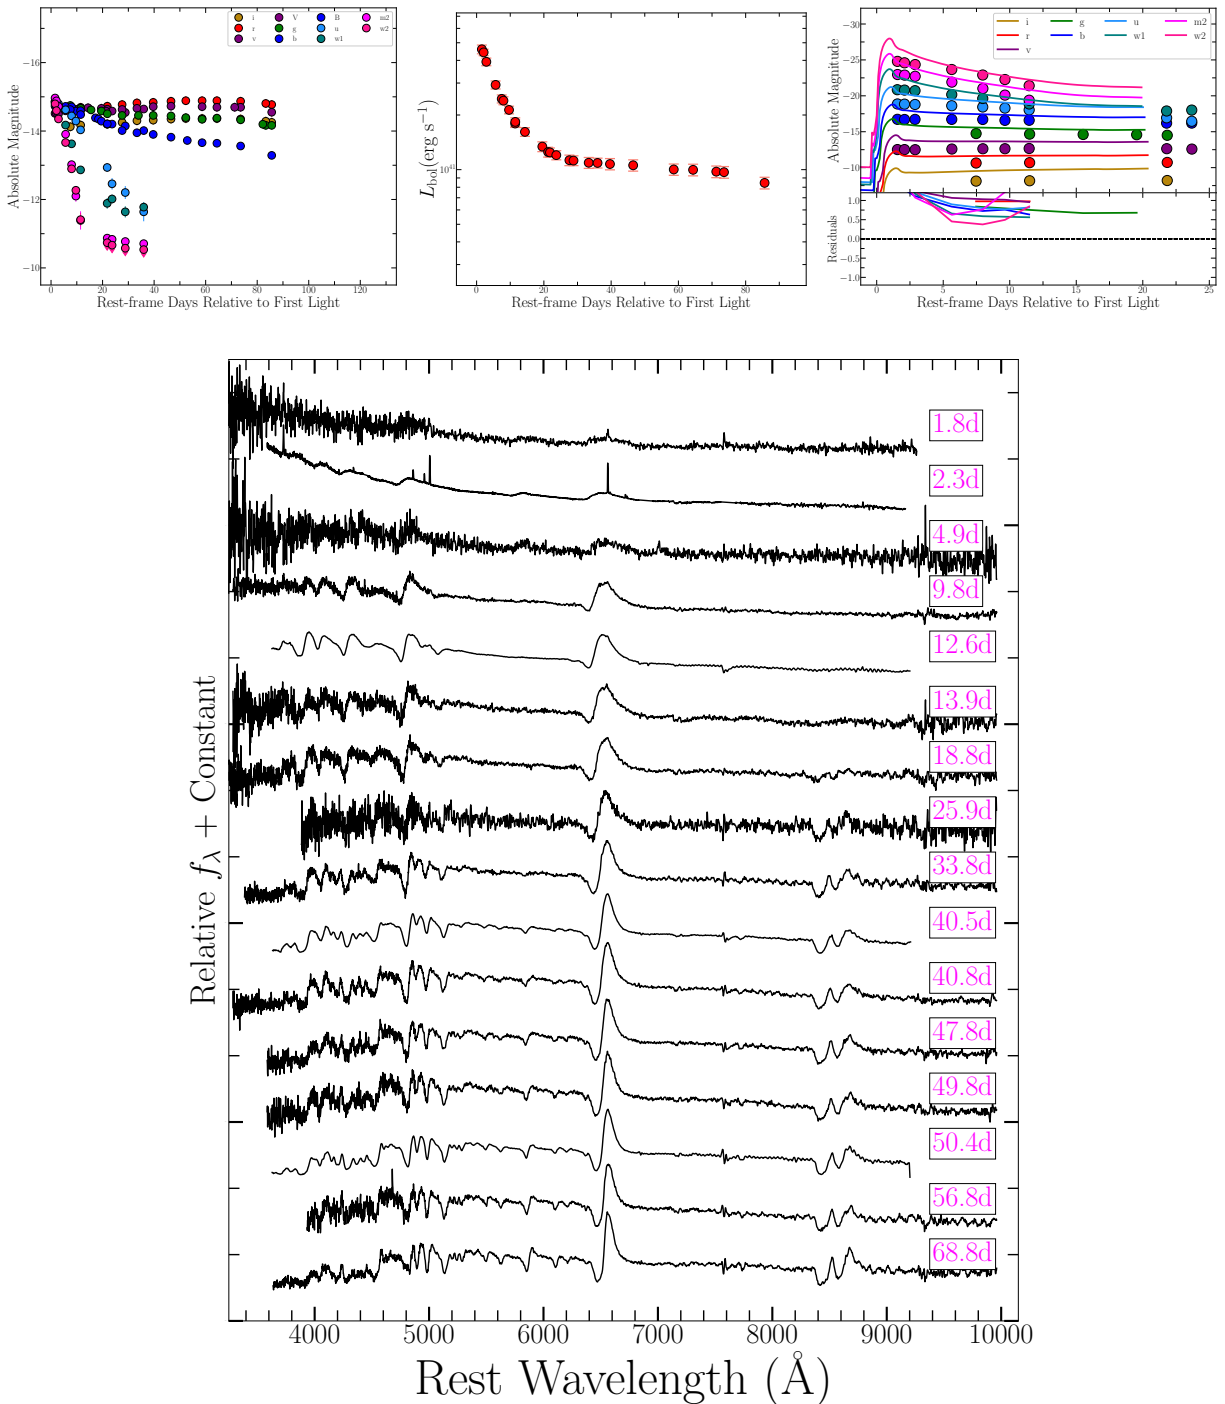 i V B m2
r g u w2
v b w1
−16
−14
−12
−10
Absolute Magnitude
0 20 40 60 80 100 120
Rest-frame Days Relative to First Light
L_bol (erg s⁻¹)
10⁴¹
0 20 40 60 80
Rest-frame Days Relative to First Light
i g u m2
r b w1 w2
v
−30
−25
−20
−15
−10
Absolute Magnitude
1.0
0.5
0.0
−0.5
−1.0
Residuals
0 5 10 15 20 25
Rest-frame Days Relative to First Light
1.8d
2.3d
4.9d
9.8d
12.6d
13.9d
18.8d
25.9d
33.8d
40.5d
40.8d
47.8d
49.8d
50.4d
56.8d
68.8d
Relative f_λ + Constant
4000 5000 6000 7000 8000 9000 10000
Rest Wavelength (Å)